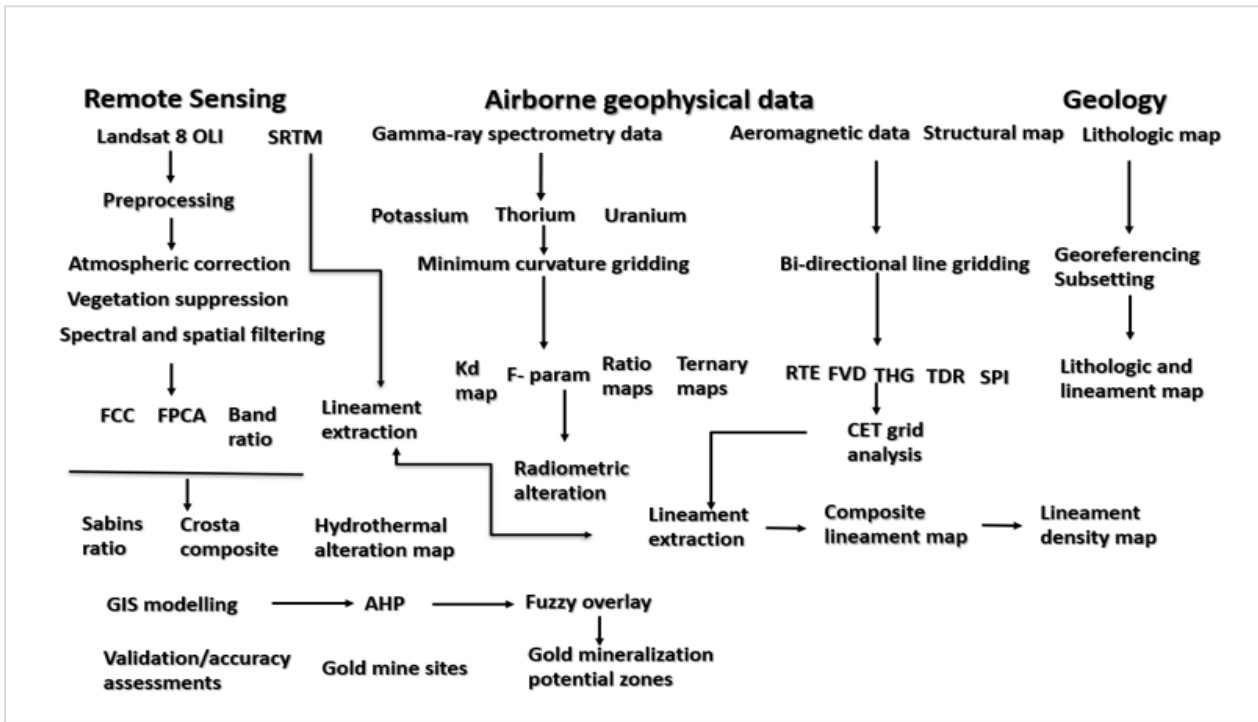 Remote Sensing
Airborne geophysical data
Geology
Landsat 8 OLI
SRTM
Gamma-ray spectrometry data
Aeromagnetic data
Structural map
Lithologic map
Preprocessing
Potassium
Thorium
Uranium
Atmospheric correction
Minimum curvature gridding
Bi-directional line gridding
Georeferencing
Subsetting
Vegetation suppression
Spectral and spatial filtering
Kd
map
F- param
Ratio
maps
Ternary
maps
RTE
FVD
THG
TDR
SPI
Lithologic and
lineament map
FCC
FPCA
Band
ratio
Lineament
extraction
CET grid
analysis
Radiometric
alteration
Sabins
ratio
Crosta
composite
Hydrothermal
alteration map
Lineament
extraction
Composite
lineament map
Lineament
density map
GIS modelling
AHP
Fuzzy overlay
Validation/accuracy
assessments
Gold mine sites
Gold mineralization
potential zones